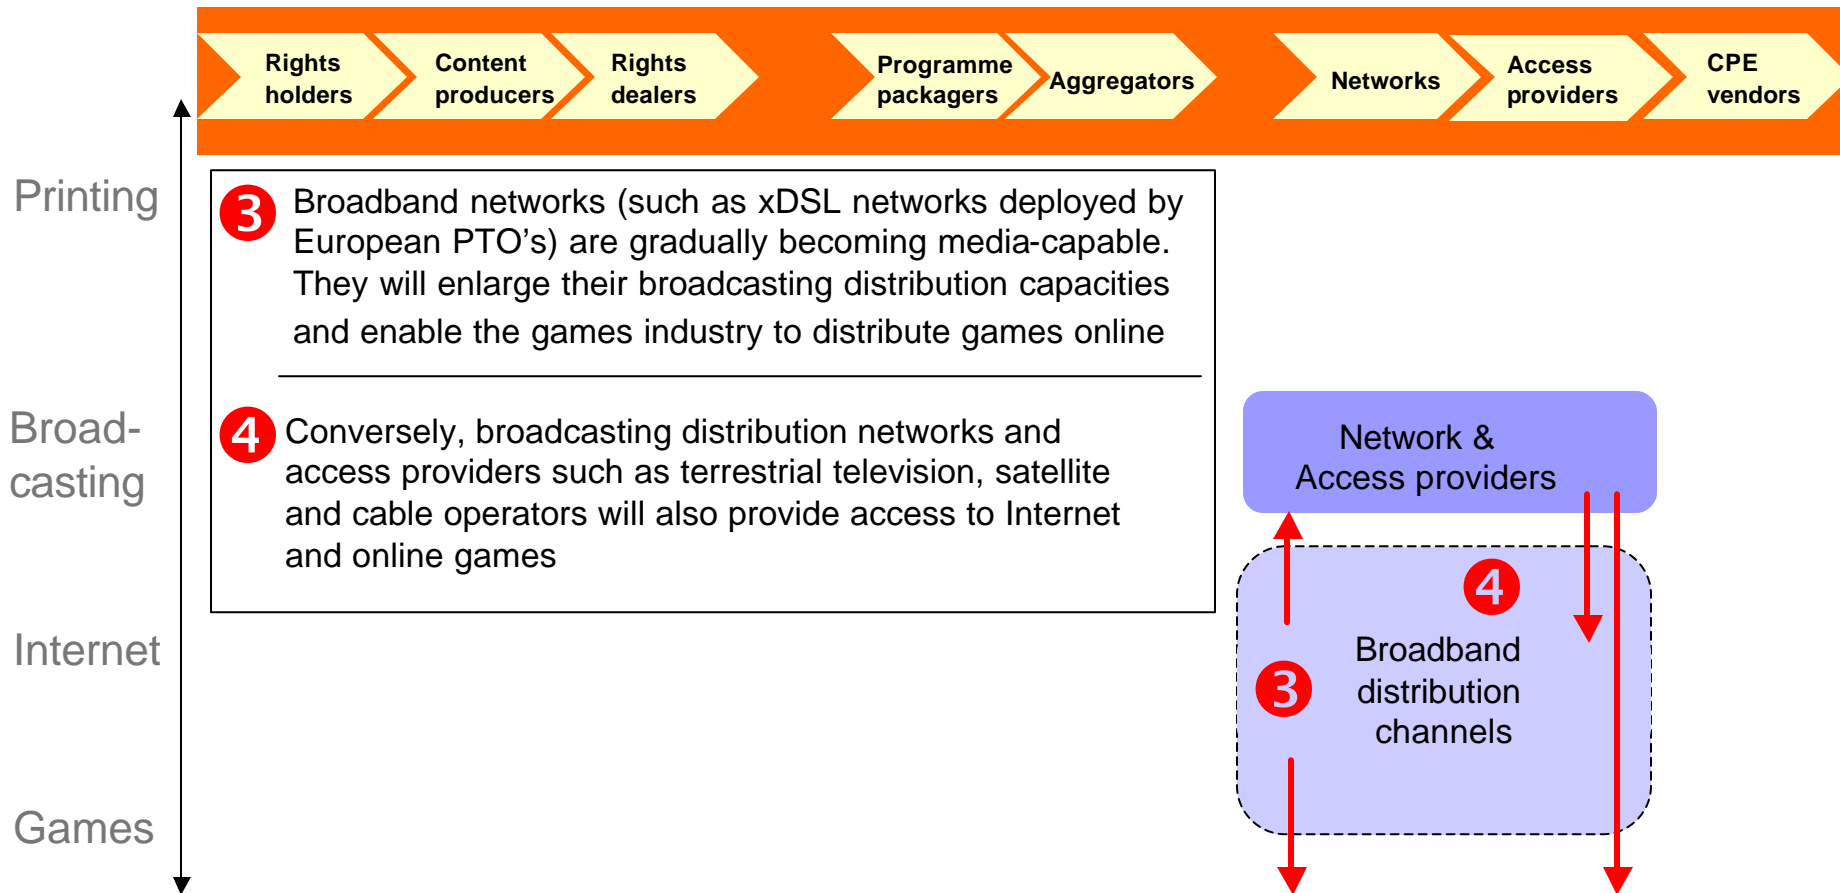 Rights
holders
Content
producers
Rights
dealers
Programme
packagers
Aggregators
Networks
Access
providers
CPE
vendors
Printing
3 Broadband networks (such as xDSL networks deployed by
European PTO’s) are gradually becoming media-capable.
They will enlarge their broadcasting distribution capacities
and enable the games industry to distribute games online
Broad-
casting
4 Conversely, broadcasting distribution networks and
access providers such as terrestrial television, satellite
and cable operators will also provide access to Internet
and online games
Network &
Access providers
4
Internet
Broadband
3
distribution
channels
Games